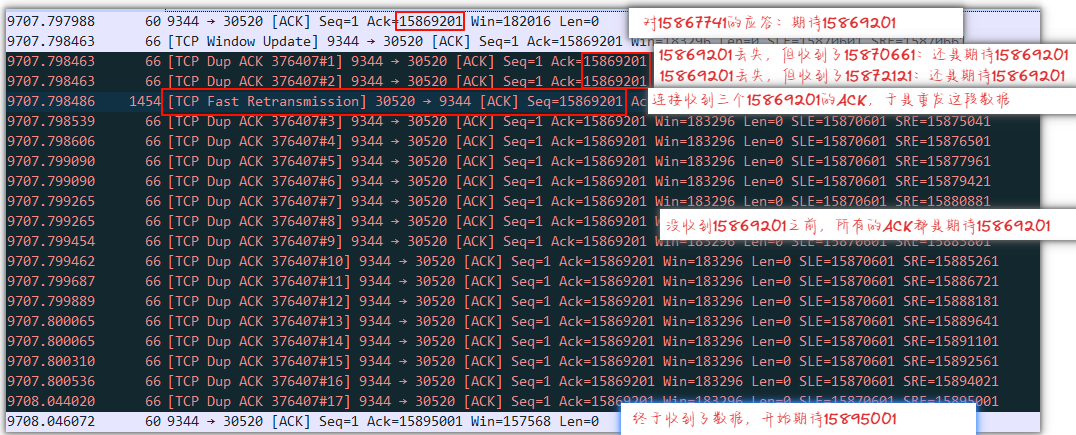 9707.797988 60 9344 → 30520 [ACK] Seq=1 Ack=15869201 Win=182016 Len=0
对15867741的应答：期待15869201
9707.798463 66 [TCP Window Update] 9344 → 30520 [ACK] Seq=1 Ack=15869201 Win=
9707.798463 66 [TCP Dup ACK 376407#1] 9344 → 30520 [ACK] Seq=1 Ack=15869201
15869201丢失，但收到了15870661：还是期待15869201
9707.798463 66 [TCP Dup ACK 376407#2] 9344 → 30520 [ACK] Seq=1 Ack=15869201
15869201丢失，但收到了15872121：还是期待15869201
9707.798486 1454 [TCP Fast Retransmission] 30520 → 9344 [ACK] Seq=15869201 Ac
连接收到三个15869201的ACK，于是重发这段数据
9707.798539 66 [TCP Dup ACK 376407#3] 9344 → 30520 [ACK] Seq=1 Ack=15869201 Win=183296 Len=0 SLE=15870601 SRE=15875041
9707.798606 66 [TCP Dup ACK 376407#4] 9344 → 30520 [ACK] Seq=1 Ack=15869201 Win=183296 Len=0 SLE=15870601 SRE=15876501
9707.799090 66 [TCP Dup ACK 376407#5] 9344 → 30520 [ACK] Seq=1 Ack=15869201 Win=183296 Len=0 SLE=15870601 SRE=15877961
9707.799090 66 [TCP Dup ACK 376407#6] 9344 → 30520 [ACK] Seq=1 Ack=15869201 Win=183296 Len=0 SLE=15870601 SRE=15879421
9707.799265 66 [TCP Dup ACK 376407#7] 9344 → 30520 [ACK] Seq=1 Ack=15869201 Win=183296 Len=0 SLE=15870601 SRE=15880881
9707.799265 66 [TCP Dup ACK 376407#8] 9344 → 30520 [ACK] Seq=1 Ack=15869201
没收到15869201之前，所有的ACK都是期待15869201
9707.799454 66 [TCP Dup ACK 376407#9] 9344 → 30520 [ACK] Seq=1 Ack=15869201 Win=183296 Len=0 SLE=15870601 SRE=15883801
9707.799462 66 [TCP Dup ACK 376407#10] 9344 → 30520 [ACK] Seq=1 Ack=15869201 Win=183296 Len=0 SLE=15870601 SRE=15885261
9707.799687 66 [TCP Dup ACK 376407#11] 9344 → 30520 [ACK] Seq=1 Ack=15869201 Win=183296 Len=0 SLE=15870601 SRE=15886721
9707.799889 66 [TCP Dup ACK 376407#12] 9344 → 30520 [ACK] Seq=1 Ack=15869201 Win=183296 Len=0 SLE=15870601 SRE=15888181
9707.800065 66 [TCP Dup ACK 376407#13] 9344 → 30520 [ACK] Seq=1 Ack=15869201 Win=183296 Len=0 SLE=15870601 SRE=15889641
9707.800065 66 [TCP Dup ACK 376407#14] 9344 → 30520 [ACK] Seq=1 Ack=15869201 Win=183296 Len=0 SLE=15870601 SRE=15891101
9707.800310 66 [TCP Dup ACK 376407#15] 9344 → 30520 [ACK] Seq=1 Ack=15869201 Win=183296 Len=0 SLE=15870601 SRE=15892561
9707.800536 66 [TCP Dup ACK 376407#16] 9344 → 30520 [ACK] Seq=1 Ack=15869201 Win=183296 Len=0 SLE=15870601 SRE=15894021
9708.044020 66 [TCP Dup ACK 376407#17] 9344 → 30520 [ACK] Seq=1 Ack=15869201 Win=183296 Len=0 SLE=15870601 SRE=15895001
9708.046072 60 9344 → 30520 [ACK] Seq=1 Ack=15895001 Win=157568 Len=0
终于收到了数据，开始期待15895001